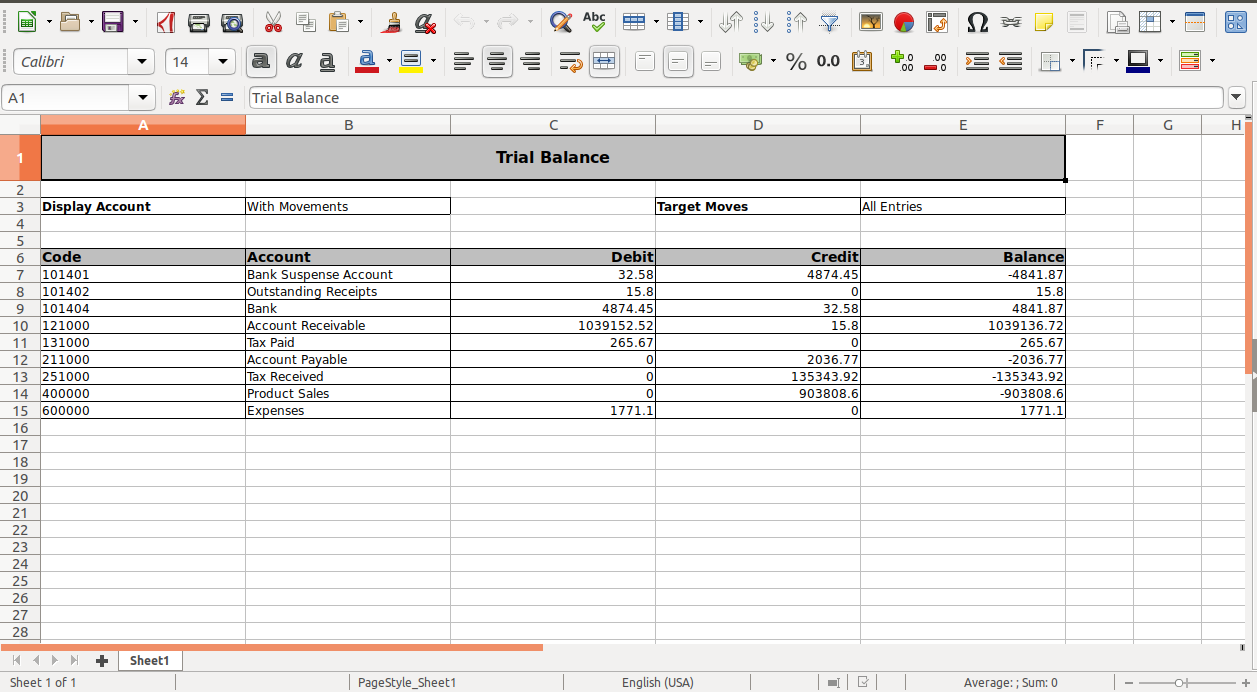 Calibri 14 a a a a % 0.0
A1 Trial Balance
A B C D E F G H
1 Trial Balance
2
3 Display Account With Movements Target Moves All Entries
4
5
6 Code Account Debit Credit Balance
7 101401 Bank Suspense Account 32.58 4874.45 -4841.87
8 101402 Outstanding Receipts 15.8 0 15.8
9 101404 Bank 4874.45 32.58 4841.87
10 121000 Account Receivable 1039152.52 15.8 1039136.72
11 131000 Tax Paid 265.67 0 265.67
12 211000 Account Payable 0 2036.77 -2036.77
13 251000 Tax Received 0 135343.92 -135343.92
14 400000 Product Sales 0 903808.6 -903808.6
15 600000 Expenses 1771.1 0 1771.1
16
17
18
19
20
21
22
23
24
25
26
27
28
Sheet1
Sheet 1 of 1 PageStyle_Sheet1 English (USA) Average: ; Sum: 0